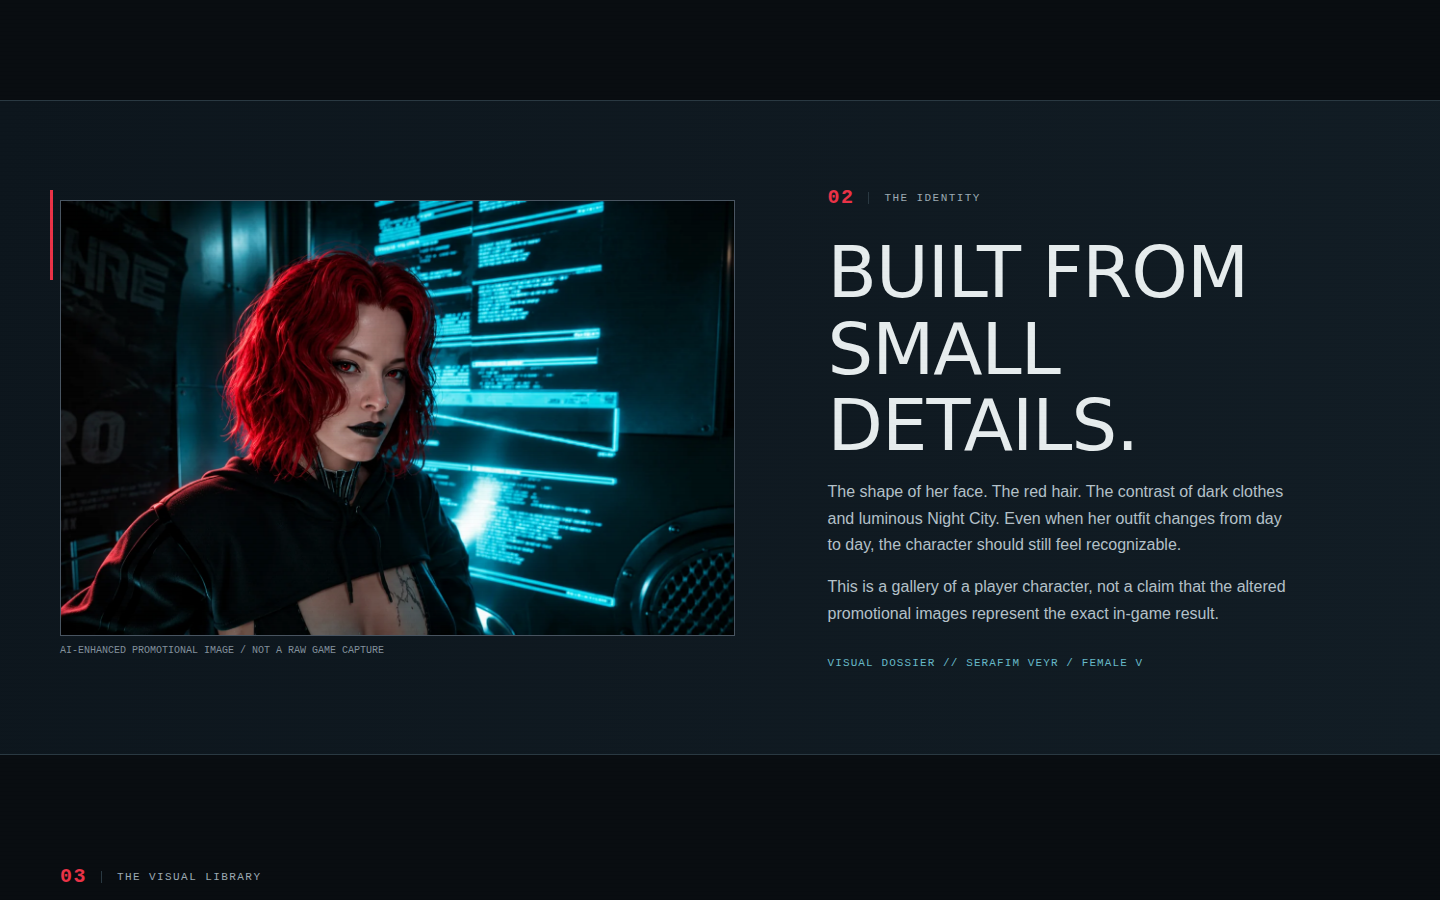 02
THE IDENTITY
BUILT FROM
SMALL
DETAILS.
The shape of her face. The red hair. The contrast of dark clothes
and luminous Night City. Even when her outfit changes from day
to day, the character should still feel recognizable.
This is a gallery of a player character, not a claim that the altered
promotional images represent the exact in-game result.
VISUAL DOSSIER // SERAFIM VEYR / FEMALE V
AI-ENHANCED PROMOTIONAL IMAGE / NOT A RAW GAME CAPTURE
03
THE VISUAL LIBRARY